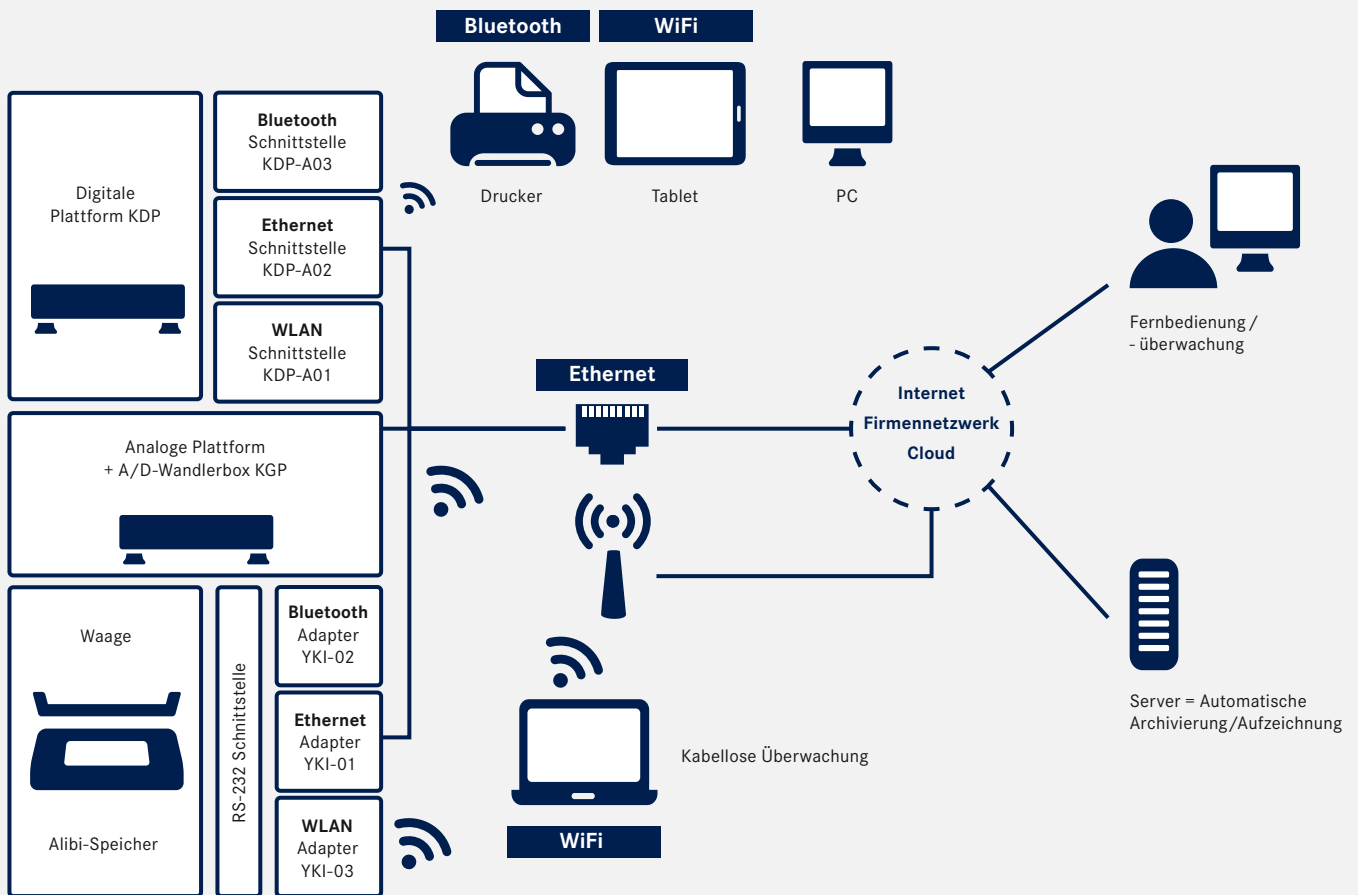 Bluetooth
WiFi
Drucker
Tablet
PC
Digitale
Plattform KDP
Bluetooth
Schnittstelle
KDP-A03
Ethernet
Schnittstelle
KDP-A02
WLAN
Schnittstelle
KDP-A01
Analoge Plattform
+ A/D-Wandlerbox KGP
Waage
Alibi-Speicher
RS-232 Schnittstelle
Bluetooth
Adapter
YKI-02
Ethernet
Adapter
YKI-01
WLAN
Adapter
YKI-03
Ethernet
Kabellose Überwachung
WiFi
Internet
Firmennetzwerk
Cloud
Fernbedienung /
- überwachung
Server = Automatische
Archivierung/Aufzeichnung